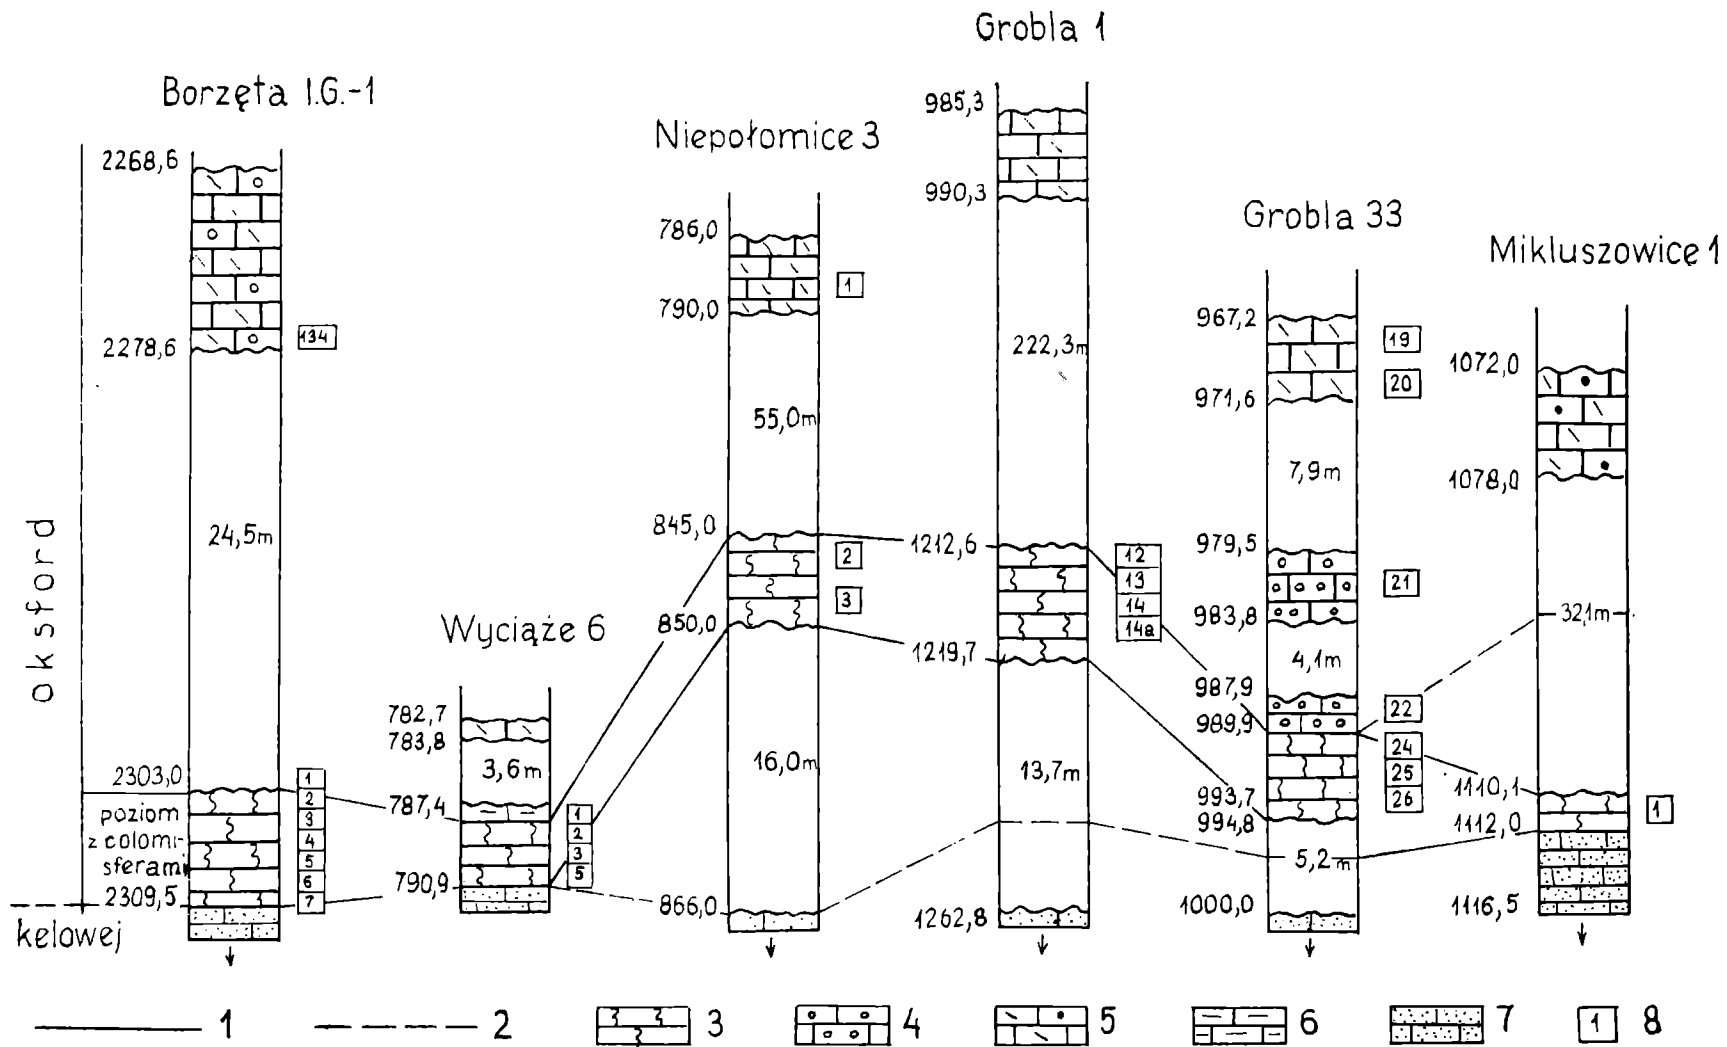 Borzęta I.G.-1
2268,6
2278,6
134
24,5m
2303,0
2309,5
1
2
3
4
5
6
7
oksford
poziom
z colomi-
sferami
kelowej
Wyciąże 6
782,7
783,8
3,6m
787,4
790,9
1
2
3
5
Niepołomice 3
786,0
790,0
1
55,0m
845,0
850,0
2
3
16,0m
866,0
Grobla 1
985,3
990,3
222,3m
1212,6
1219,7
12
13
14
14a
13,7m
1262,8
Grobla 33
967,2
971,6
19
20
7,9m
979,5
983,8
21
4,1m
987,9
989,9
22
24
25
26
993,7
994,8
5,2m
1000,0
Mikluszowice 1
1072,0
1078,0
32,1m
1110,1
1112,0
1
1116,5
1 2 3 4 5 6 7 1 8